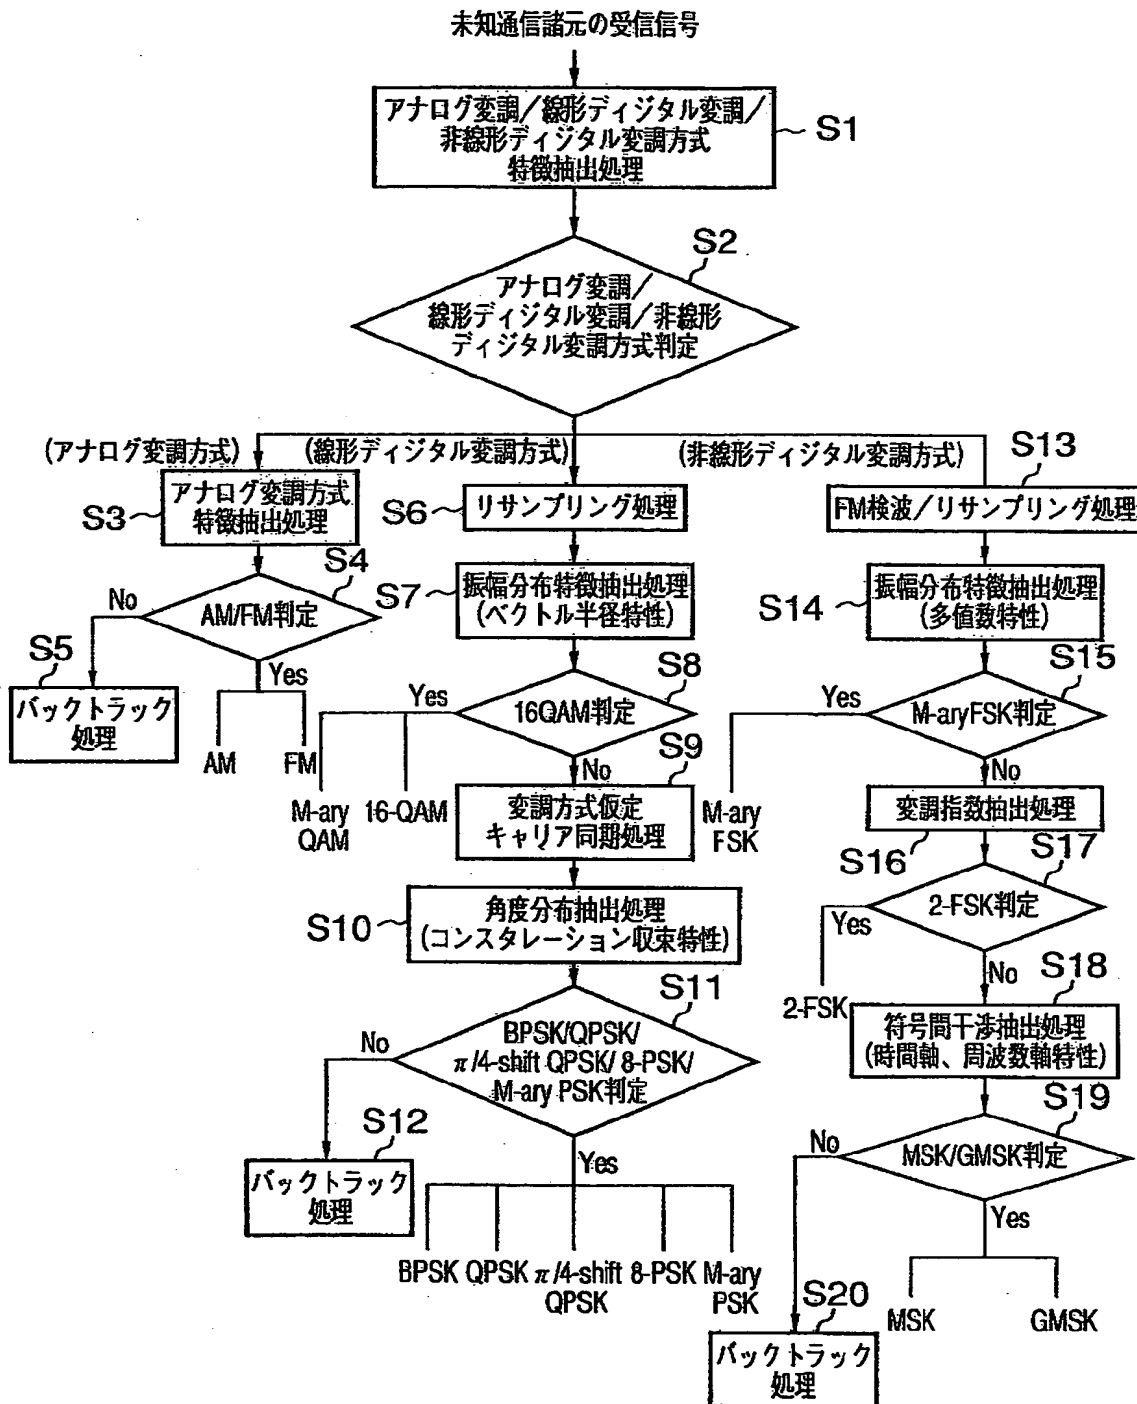 未知通信諸元の受信信号
アナログ変調／線形ディジタル変調／
非線形ディジタル変調方式
特徴抽出処理
S1
S2
アナログ変調／
線形ディジタル変調／非線形
ディジタル変調方式判定
(アナログ変調方式)
(線形ディジタル変調方式)
(非線形ディジタル変調方式)
S3
アナログ変調方式
特徴抽出処理
S4
AM/FM判定
No
Yes
S5
バックトラック
処理
AM
FM
S6
リサンプリング処理
S7
振幅分布特徴抽出処理
(ベクトル半径特性)
S8
16QAM判定
Yes
No
M-ary
QAM
16-QAM
S9
変調方式仮定
キャリア同期処理
S10
角度分布抽出処理
(コンスタレーション収束特性)
S11
BPSK/QPSK/
π/4-shift QPSK/ 8-PSK/
M-ary PSK判定
No
Yes
S12
バックトラック
処理
BPSK
QPSK
π/4-shift
QPSK
8-PSK
M-ary
PSK
S13
FM検波／リサンプリング処理
S14
振幅分布特徴抽出処理
(多値数特性)
S15
M-aryFSK判定
Yes
No
M-ary
FSK
S16
変調指数抽出処理
S17
2-FSK判定
Yes
No
2-FSK
S18
符号間干渉抽出処理
(時間軸、周波数軸特性)
S19
MSK/GMSK判定
No
Yes
S20
バックトラック
処理
MSK
GMSK